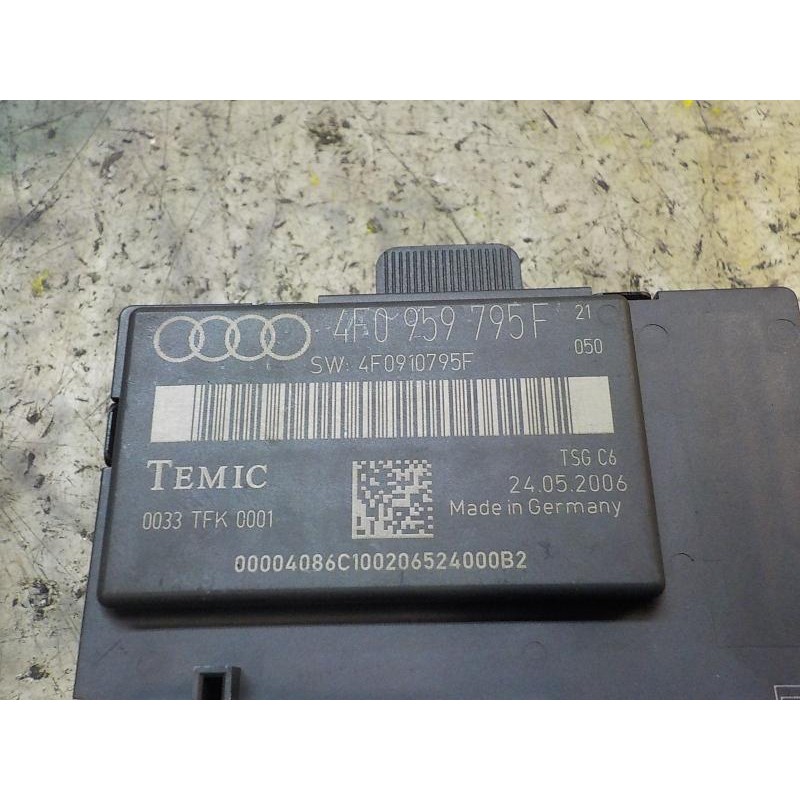 4F0 959 795 F 21
050
SW: 4F0910795F
TEMIC
TSG C6
24.05.2006
0033 TFK 0001
Made in Germany
00004086C100206524000B2